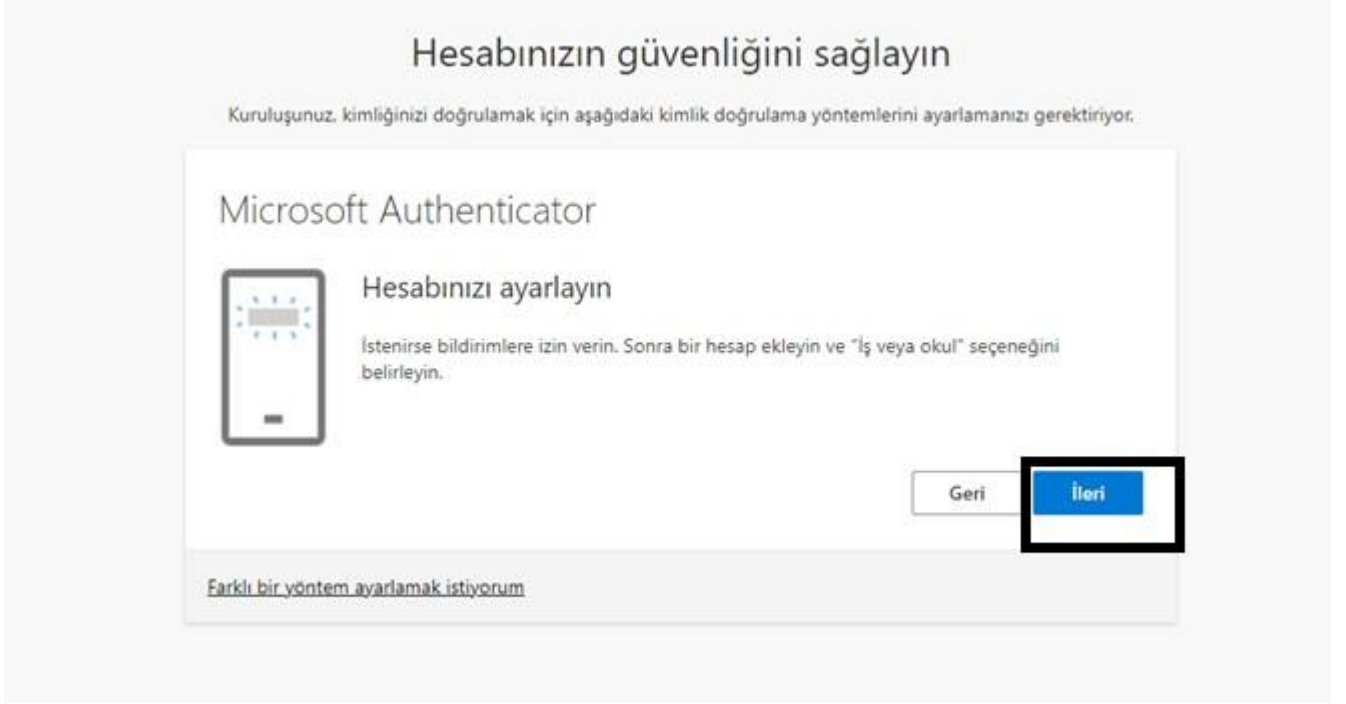 Hesabınızın güvenliğini sağlayın
Kuruluşunuz, kimliğinizi doğrulamak için aşağıdaki kimlik doğrulama yöntemlerini ayarlamanızı gerektiriyor.
Microsoft Authenticator
Hesabınızı ayarlayın
İstenirse bildirimlere izin verin. Sonra bir hesap ekleyin ve "İş veya okul" seçeneğini
belirleyin.
Geri İleri
Farklı bir yöntem ayarlamak istiyorum